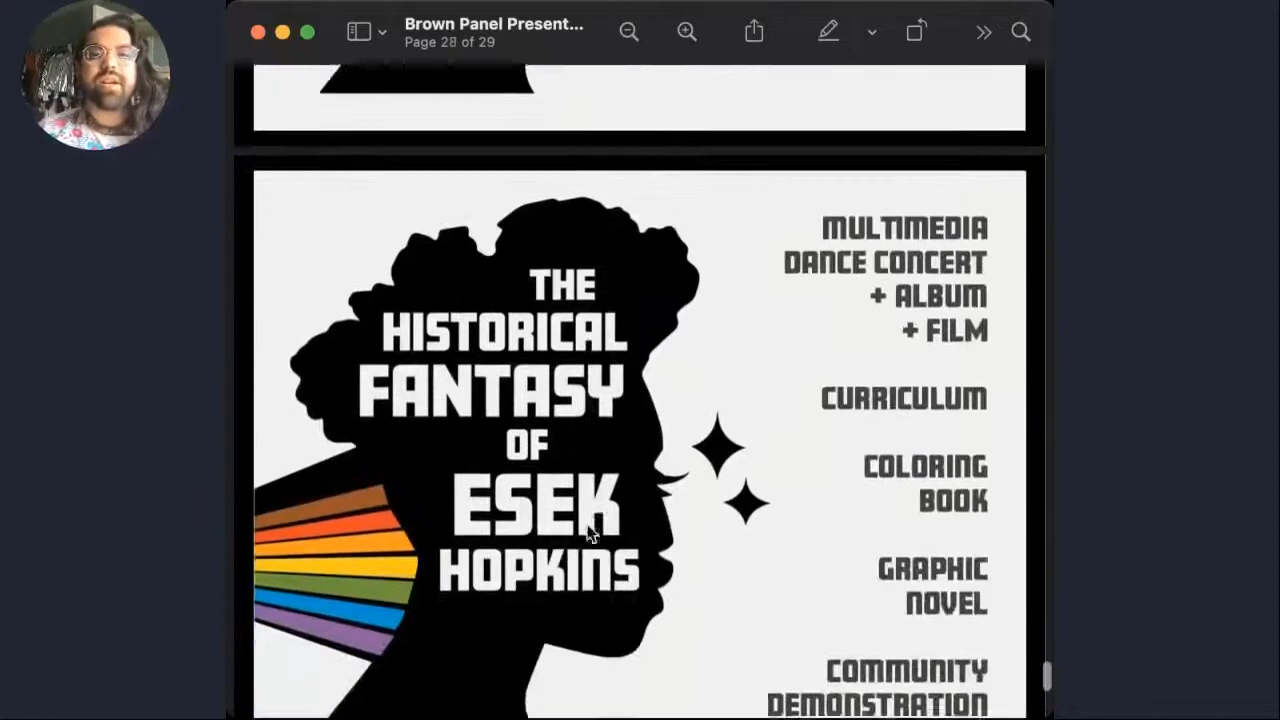 Brown Panel Present...
Page 28 of 29
THE
HISTORICAL
FANTASY
OF
ESEK
HOPKINS
MULTIMEDIA
DANCE CONCERT
+ ALBUM
+ FILM
CURRICULUM
COLORING
BOOK
GRAPHIC
NOVEL
COMMUNITY
DEMONSTRATION